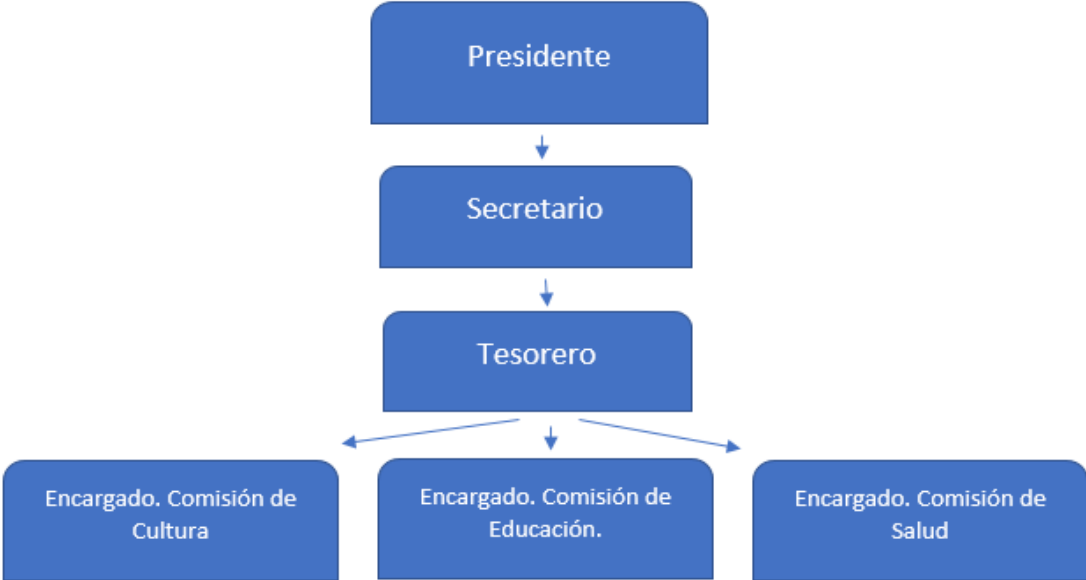 Presidente
Secretario
Tesorero
Encargado. Comisión de
Cultura
Encargado. Comisión de
Educación.
Encargado. Comisión de
Salud